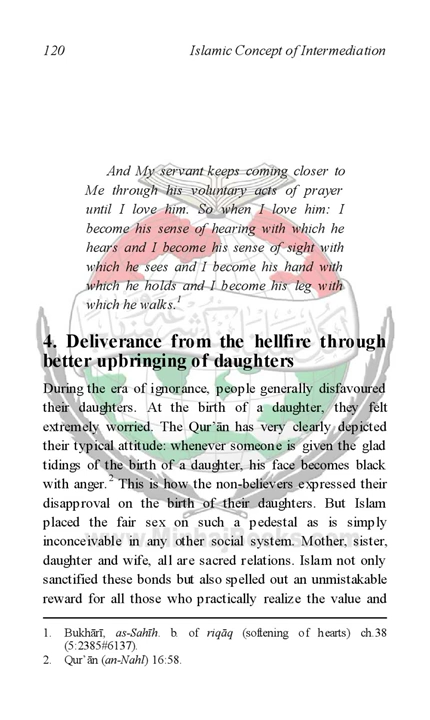 120 Islamic Concept of Intermediation
And My servant keeps coming closer to
Me through his voluntary acts of prayer
until I love him. So when I love him: I
become his sense of hearing with which he
hears and I become his sense of sight with
which he sees and I become his hand with
which he holds and I become his leg with
which he walks.1
4. Deliverance from the hellfire through
better upbringing of daughters
During the era of ignorance, people generally disfavoured
their daughters. At the birth of a daughter, they felt
extremely worried. The Qur’ān has very clearly depicted
their typical attitude: whenever someone is given the glad
tidings of the birth of a daughter, his face becomes black
with anger.2 This is how the non-believers expressed their
disapproval on the birth of their daughters. But Islam
placed the fair sex on such a pedestal as is simply
inconceivable in any other social system. Mother, sister,
www.MinhajBooks.com
daughter and wife, all are sacred relations. Islam not only
sanctified these bonds but also spelled out an unmistakable
reward for all those who practically realize the value and
1. Bukhārī, as-Sahīh. b. of riqāq (softening of hearts) ch.38
(5:2385#6137).
2. Qur’ān (an-Nahl) 16:58.